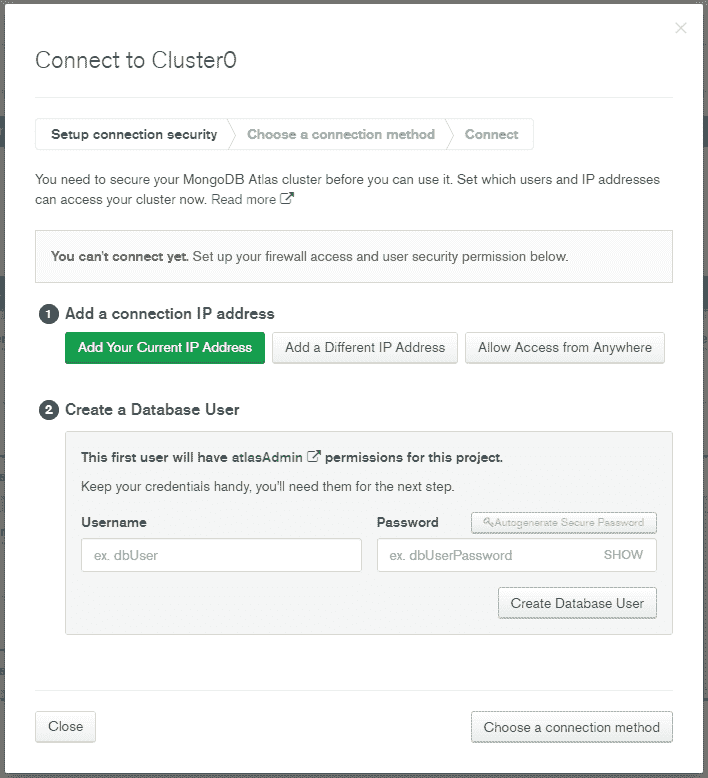 Connect to Cluster0
Setup connection security
Choose a connection method
Connect
You need to secure your MongoDB Atlas cluster before you can use it. Set which users and IP addresses
can access your cluster now. Read more
You can't connect yet. Set up your firewall access and user security permission below.
1 Add a connection IP address
Add Your Current IP Address
Add a Different IP Address
Allow Access from Anywhere
2 Create a Database User
This first user will have atlasAdmin permissions for this project.
Keep your credentials handy, you'll need them for the next step.
Username
Password
Autogenerate Secure Password
ex. dbUser
ex. dbUserPassword
SHOW
Create Database User
Close
Choose a connection method